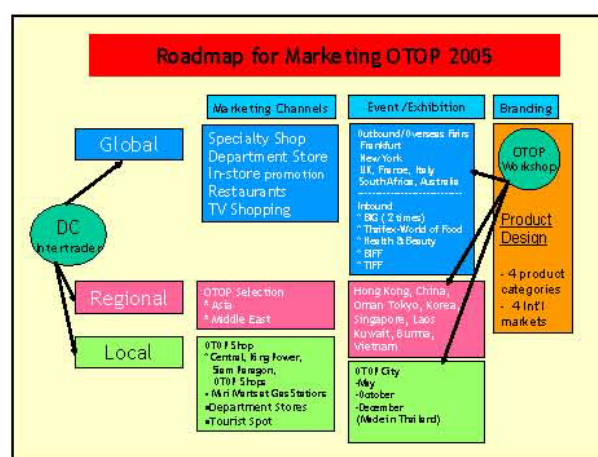 Roadmap for Marketing OTOP 2005
Marketing Channels
Event/Exhibition
Branding
Global
Specialty Shop
Department Store
In-store promotion
Restaurants
TV Shopping
Outbound/Overseas Fairs
Frankfurt
New York
UK, France, Italy
South Africa, Australia
--------------------------------
Inbound
* BIG ( 2 times)
* Thaifex-World of Food
* Health & Beauty
* BIFF
* TIFF
OTOP
Workshop
Product
Design
- 4 product
categories
- 4 Int'l
markets
DC
Intertrader
Regional
OTOP Selection
* Asia
* Middle East
Hong Kong, China,
Oman Tokyo, Korea,
Singapore, Laos
Kuwait, Burma,
Vietnam
Local
OTOP Shop
* Central, King Power,
Siam Paragon,
OTOP Shops
• Mini Marts at Gas Stations
•Department Stores
•Tourist Spot
OTOP City
-May
-October
-December
(Made in Thailand)